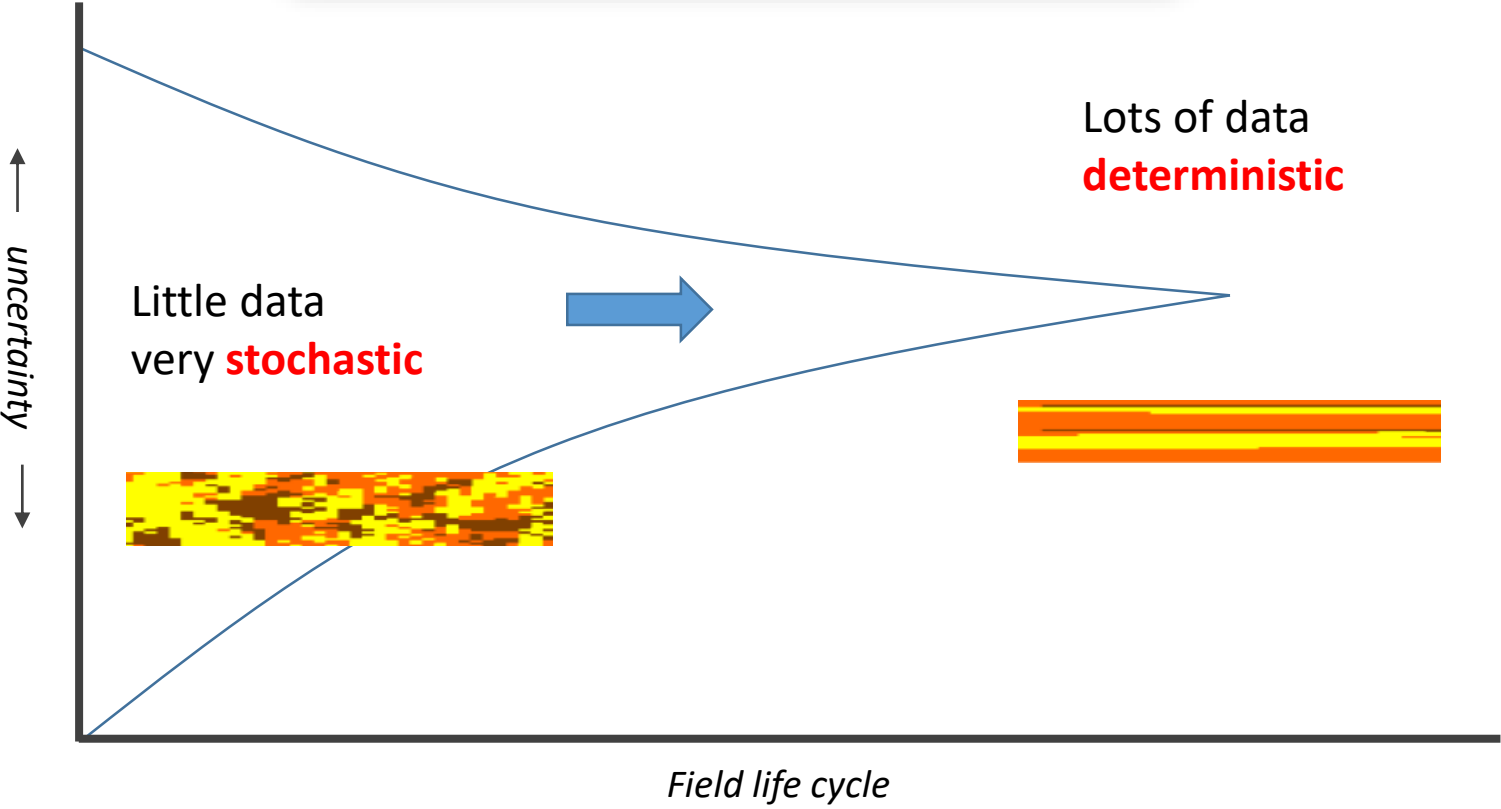 Lots of data
deterministic
uncertainty
Little data
very stochastic
Field life cycle